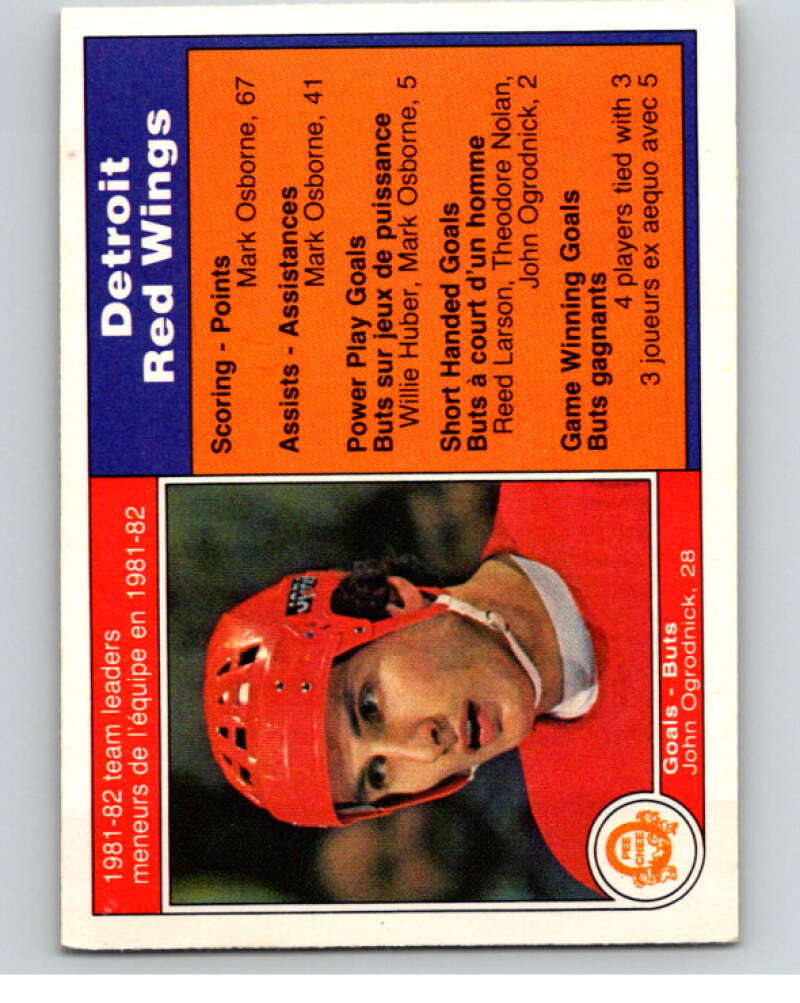 1981-82 team leaders
meneurs de l'équipe en 1981-82
Goals - Buts
John Ogrodnick, 28
O
PEE
CHEE
Detroit
Red Wings
Scoring - Points
Mark Osborne, 67
Assists - Assistances
Mark Osborne, 41
Power Play Goals
Buts sur jeux de puissance
Willie Huber, Mark Osborne, 5
Short Handed Goals
Buts à court d'un homme
Reed Larson, Theodore Nolan,
John Ogrodnick, 2
Game Winning Goals
Buts gagnants
4 players tied with 3
3 joueurs ex aequo avec 5